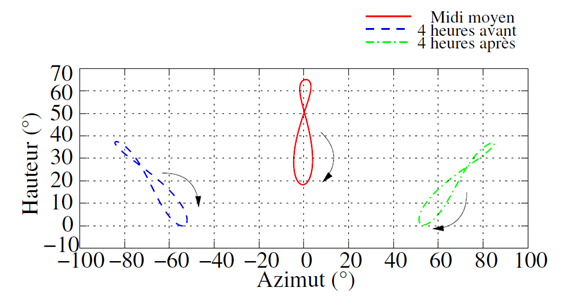 Midi moyen
4 heures avant
4 heures après
70
60
50
40
30
20
10
0
−10
Hauteur (°)
−100 −80 −60 −40 −20 0 20 40 60 80 100
Azimut (°)